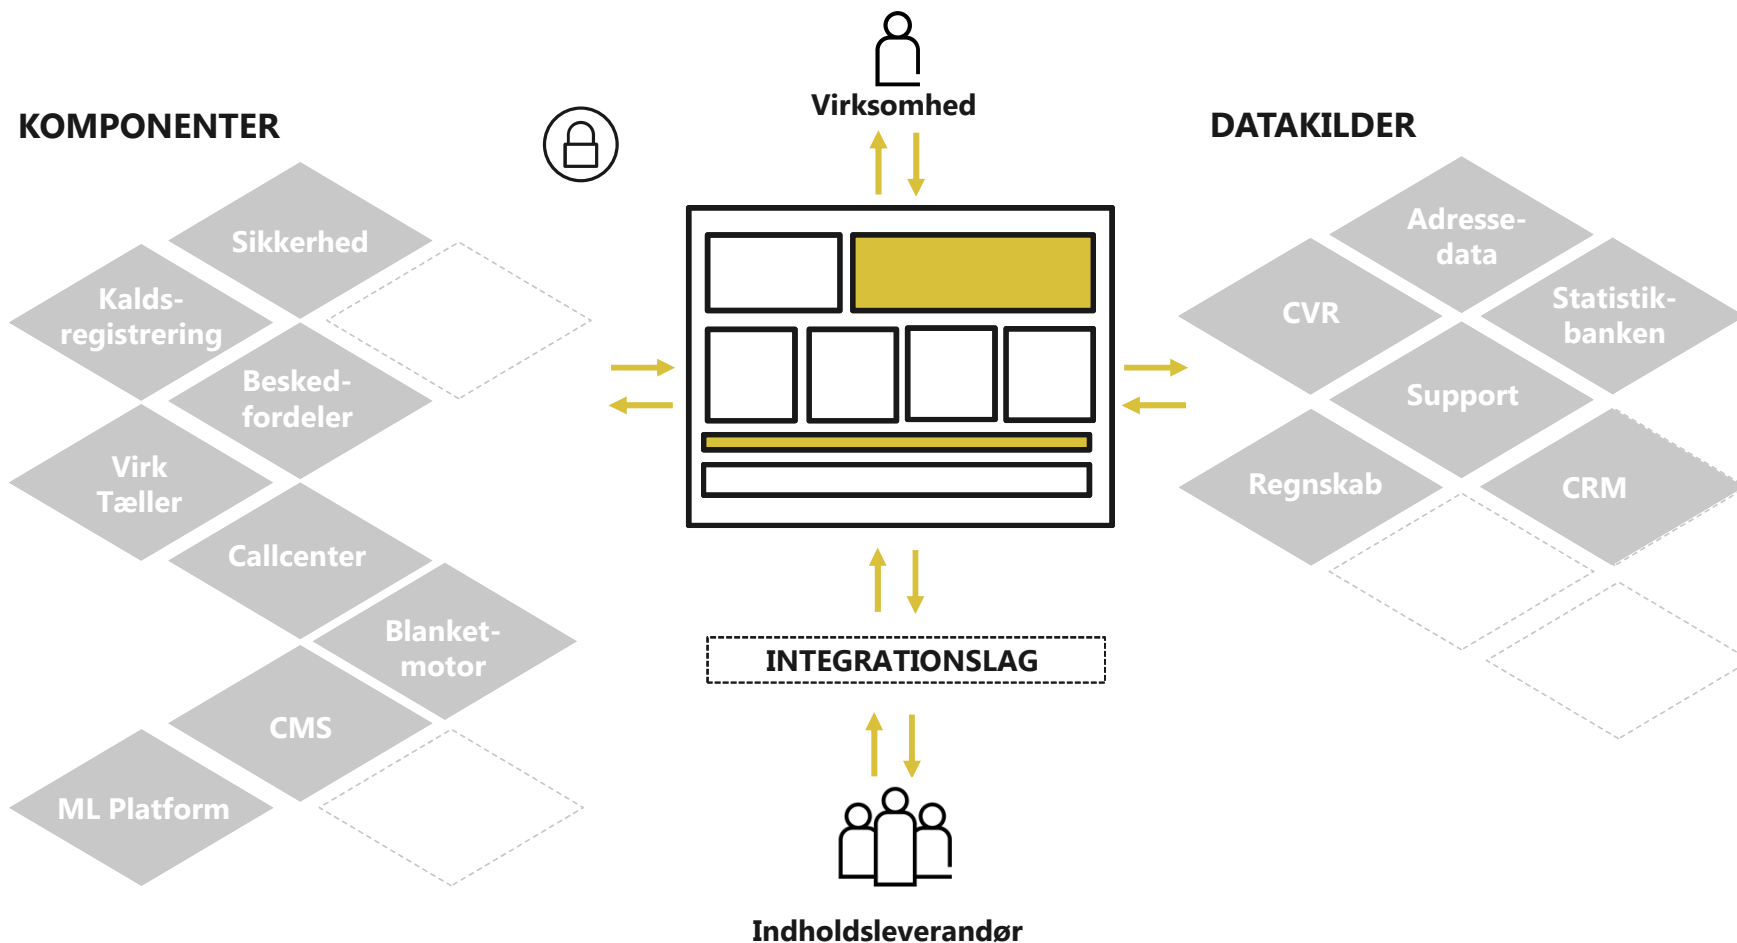 Virksomhed
KOMPONENTER
Sikkerhed
Kalds-
registrering
Besked-
fordeler
Virk
Tæller
Callcenter
Blanket-
motor
CMS
ML Platform
INTEGRATIONSLAG
Indholdsleverandør
DATAKILDER
Adresse-
data
CVR
Statistik-
banken
Support
Regnskab
CRM